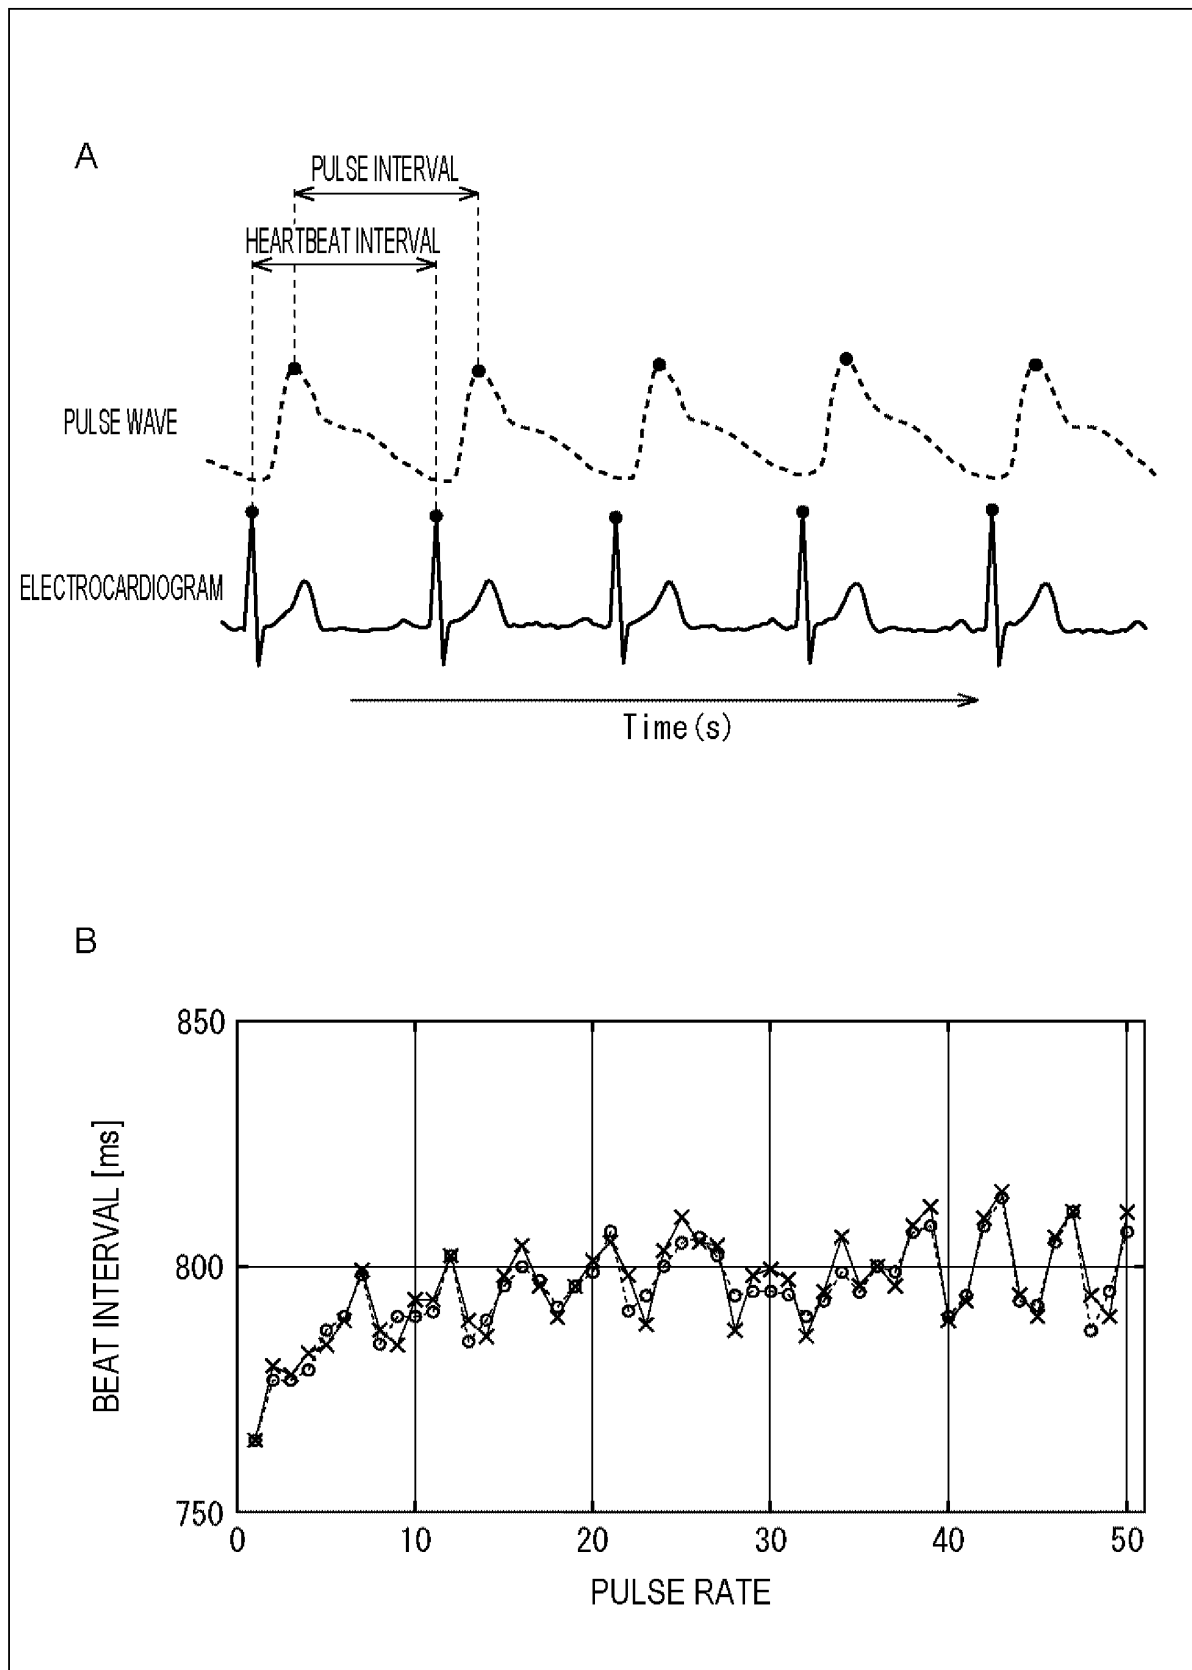 A
PULSE INTERVAL
HEARTBEAT INTERVAL
PULSE WAVE
ELECTROCARDIOGRAM
Time(s)
B
850
800
750
BEAT INTERVAL [ms]
0 10 20 30 40 50
PULSE RATE